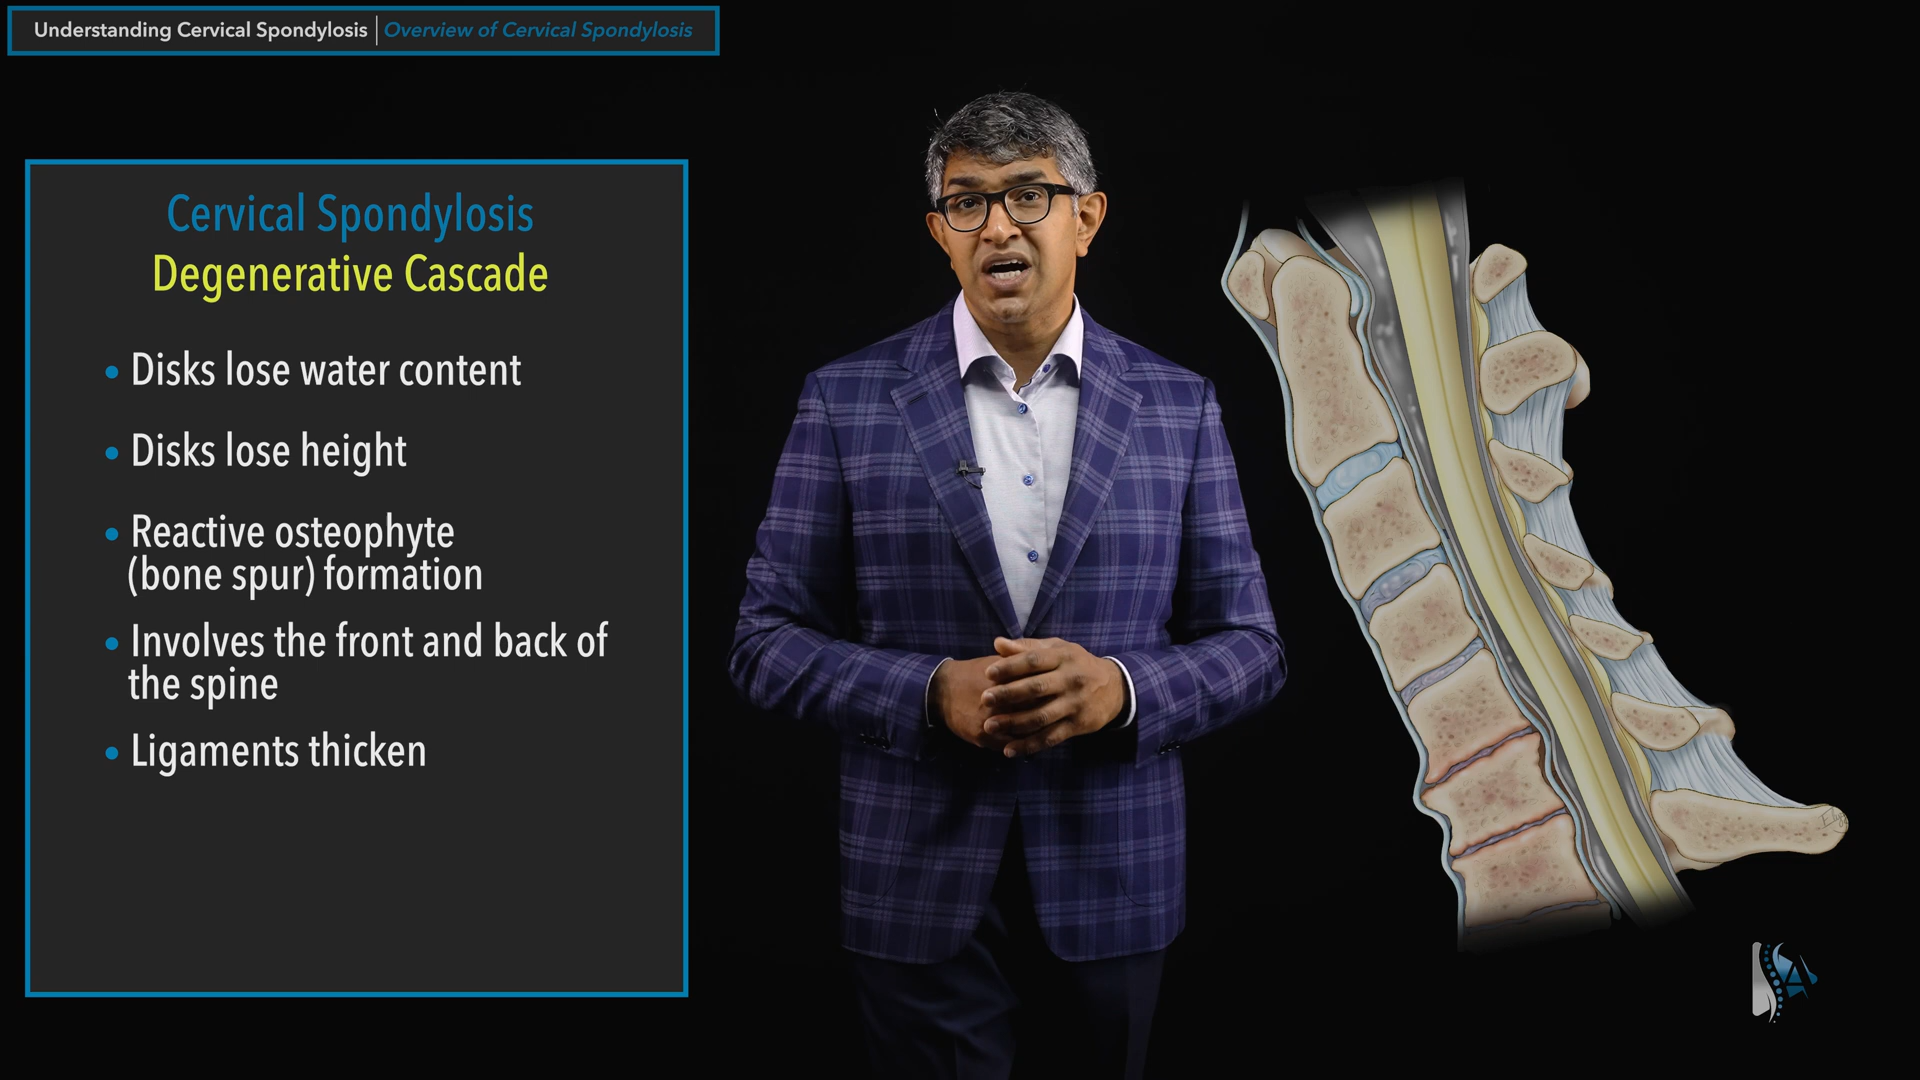 Understanding Cervical Spondylosis | Overview of Cervical Spondylosis
Cervical Spondylosis
Degenerative Cascade
• Disks lose water content
• Disks lose height
• Reactive osteophyte
(bone spur) formation
• Involves the front and back of
the spine
• Ligaments thicken